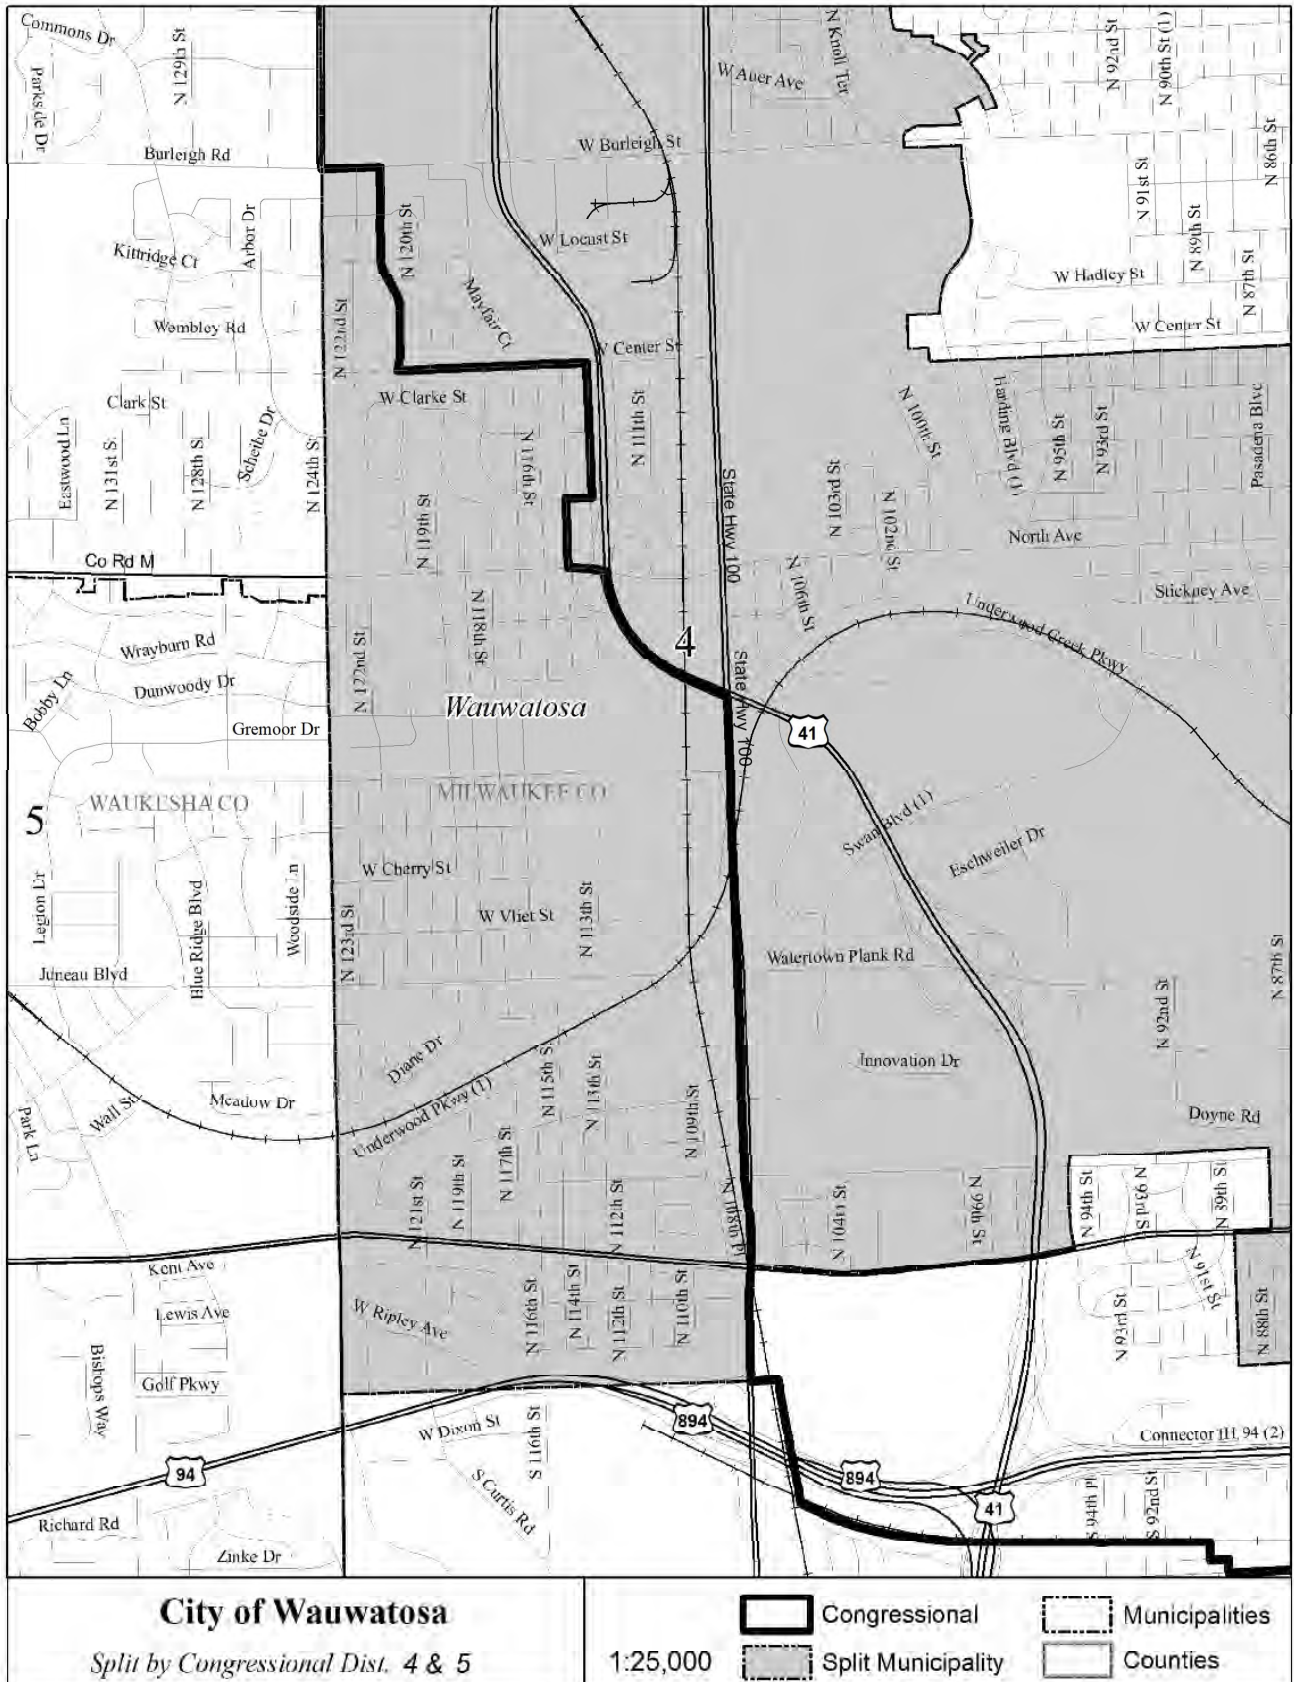 Commons Dr
Parkside Dr
N 129th St
Burleigh Rd
N Knoll Ter
W Auer Ave
N 92nd St
N 90th St (1)
N 86th St
W Burleigh St
N 91st St
N 89th St
N 87th St
Arbor Dr
Kittridge Ct
N 120th St
W Locust St
W Hadley St
Wembley Rd
N 122nd St
Mayfair Ct
W Center St
W Center St
Clark St
W Clarke St
Eastwood Ln
N 131st S
N 128th S
Scheibe Dr
N 124th S
N 116th St
N 111th St
N 100th St
Harding Blvd (1)
N 95th St
N 93rd St
Pasadena Blvd
N 119th St
State Hwy 100
N 103rd St
N 102nd St
North Ave
Co Rd M
N 106th St
Stickney Ave
Wrayburn Rd
N 118th St
4
Underwood Creek Pkwy
Bobby Ln
Dunwoody Dr
N 122nd St
State Hwy 100
Wauwatosa
Gremoor Dr
41
5
WAUKESHA CO
MILWAUKEE CO
Swan Blvd (1)
Eschweiler Dr
W Cherry St
Legion Dr
Blue Ridge Blvd
Woodside Ln
N 123rd St
W Vliet St
N 113th St
Watertown Plank Rd
N 87th St
Juneau Blvd
N 92nd St
Diane Dr
N 115th S
N 113th St
Innovation Dr
Park Ln
Wall St
Meadow Dr
Underwood Pkwy (1)
N 109th St
Doyne Rd
N 121st St
N 119th St
N 117th St
N 112th St
N 108th Pl
N 104th St
N 99th St
N 94th St
N 93rd S
N 89th St
Kent Ave
Lewis Ave
W Ripley Ave
N 116th St
N 114th St
N 112th St
N 110th St
N 93rd St
N 91st St
N 88th St
Bishops Way
Golf Pkwy
894
W Dixon St
S 116th St
Connector IH 94 (2)
94
894
S Curtis Rd
41
S 94th Pl
S 92nd St
Richard Rd
Zinke Dr
City of Wauwatosa
Split by Congressional Dist. 4 & 5
1:25,000
Congressional
Municipalities
Split Municipality
Counties